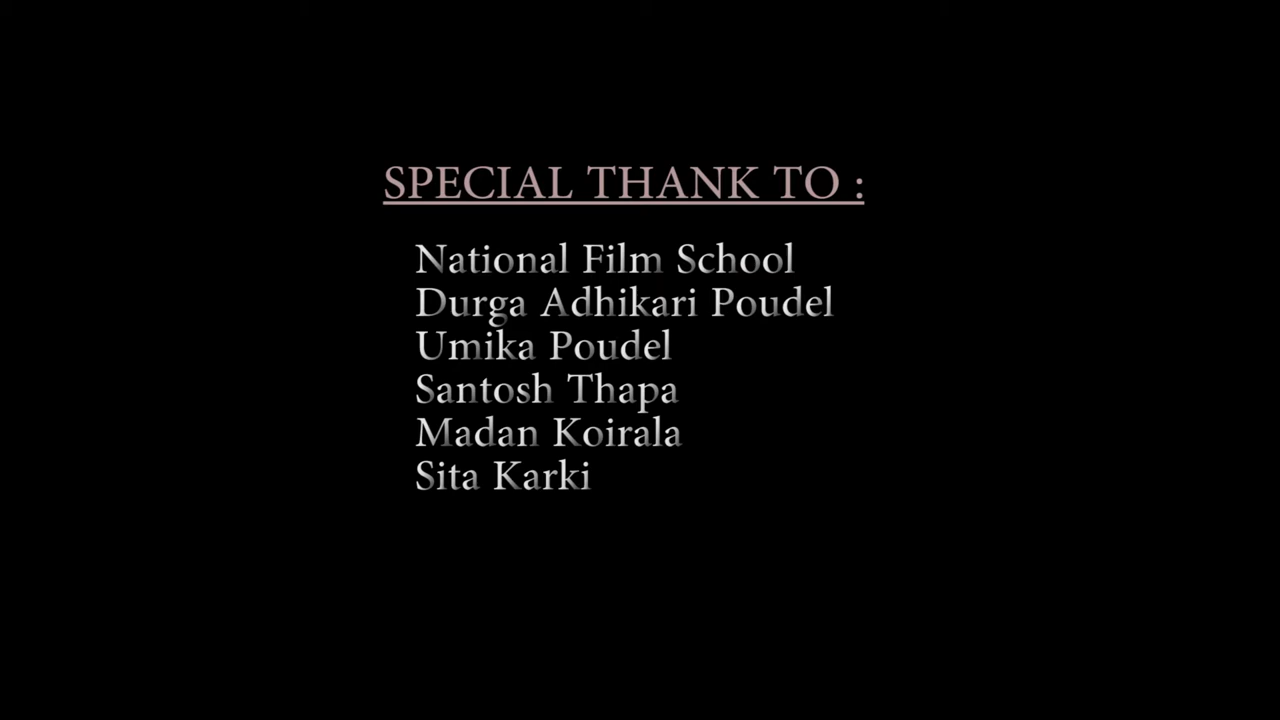 SPECIAL THANK TO :
National Film School
Durga Adhikari Poudel
Umika Poudel
Santosh Thapa
Madan Koirala
Sita Karki